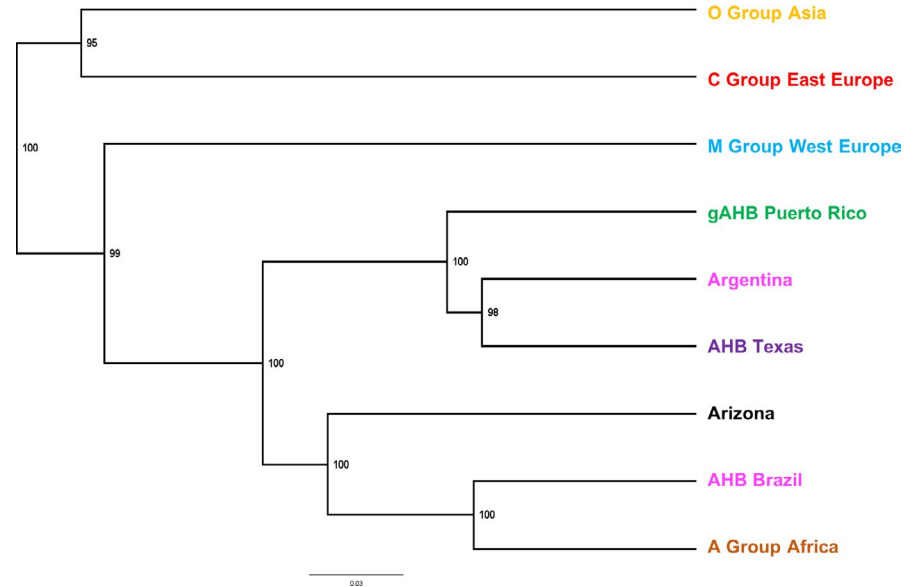 O Group Asia
95
C Group East Europe
100
M Group West Europe
gAHB Puerto Rico
99
100
Argentina
98
AHB Texas
100
Arizona
100
AHB Brazil
100
A Group Africa
0.03